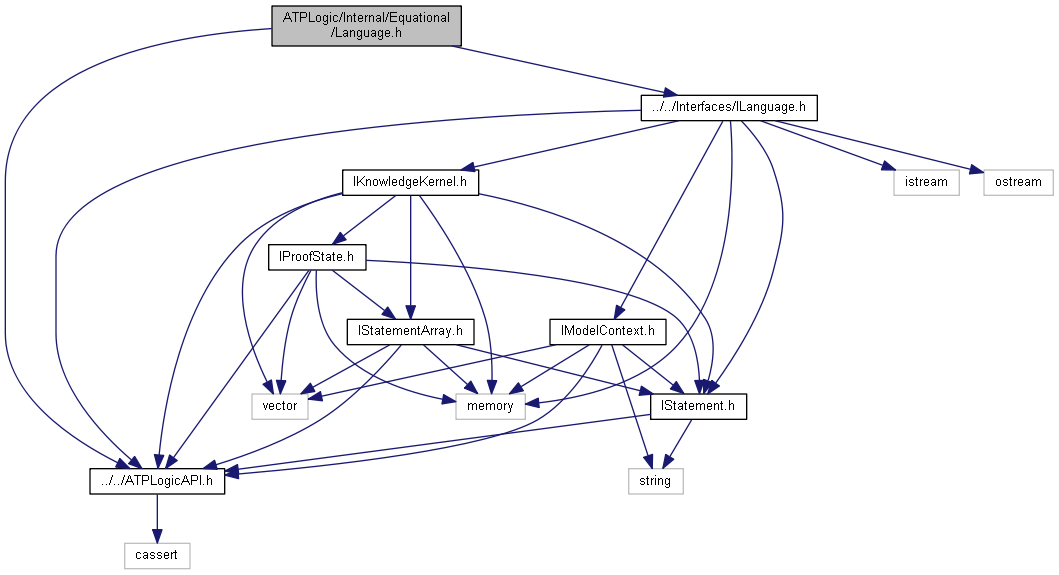 ATPLogic/Internal/Equational
/Language.h
../../Interfaces/ILanguage.h
IKnowledgeKernel.h
istream
ostream
IProofState.h
IStatementArray.h
IModelContext.h
vector
memory
IStatement.h
../../ATPLogicAPI.h
string
cassert